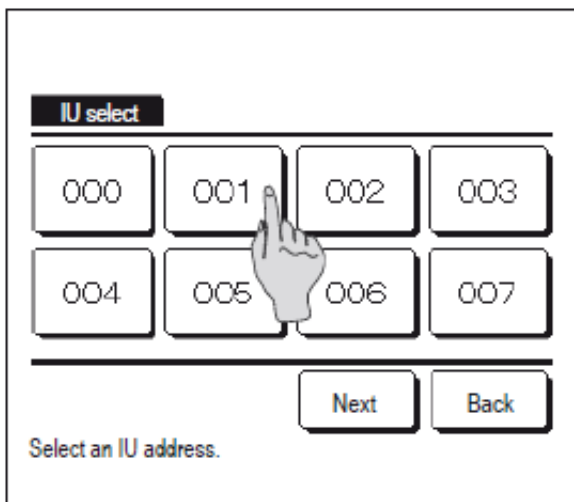 IU select
000 001 002 003
004 005 006 007
Next Back
Select an IU address.